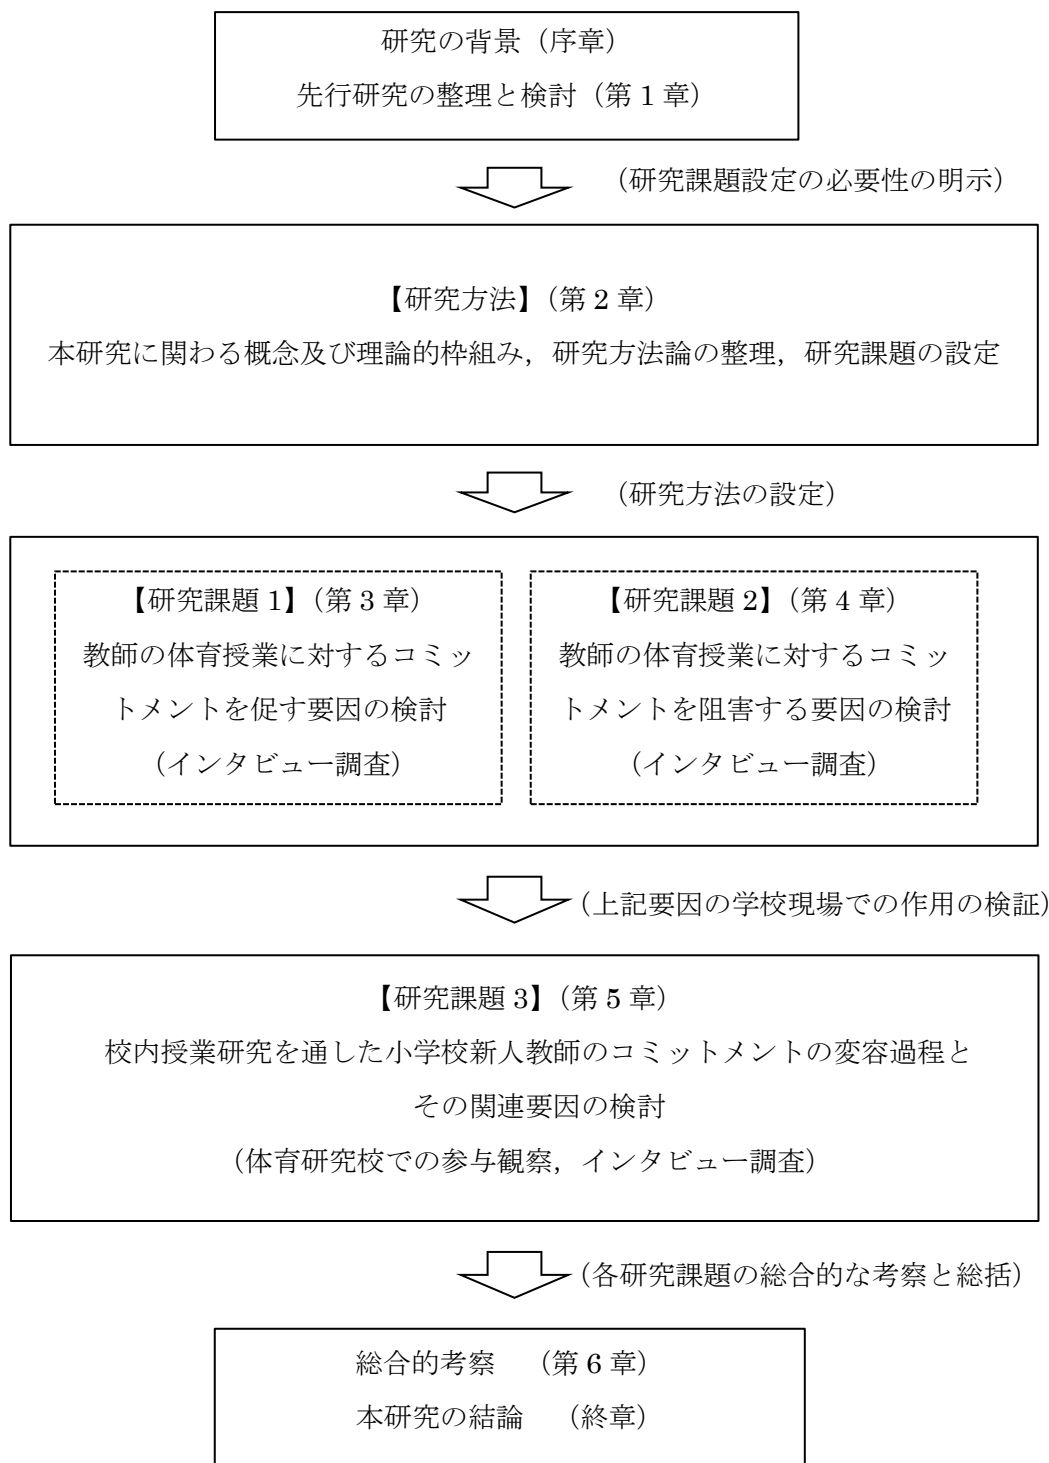 研究の背景（序章）
先行研究の整理と検討（第 1 章）
（研究課題設定の必要性の明示）
【研究方法】（第 2 章）
本研究に関わる概念及び理論的枠組み，研究方法論の整理，研究課題の設定
（研究方法の設定）
【研究課題 1】（第 3 章）
教師の体育授業に対するコミッ
トメントを促す要因の検討
（インタビュー調査）
【研究課題 2】（第 4 章）
教師の体育授業に対するコミッ
トメントを阻害する要因の検討
（インタビュー調査）
（上記要因の学校現場での作用の検証）
【研究課題 3】（第 5 章）
校内授業研究を通した小学校新人教師のコミットメントの変容過程と
その関連要因の検討
（体育研究校での参与観察，インタビュー調査）
（各研究課題の総合的な考察と総括）
総合的考察　（第 6 章）
本研究の結論　（終章）